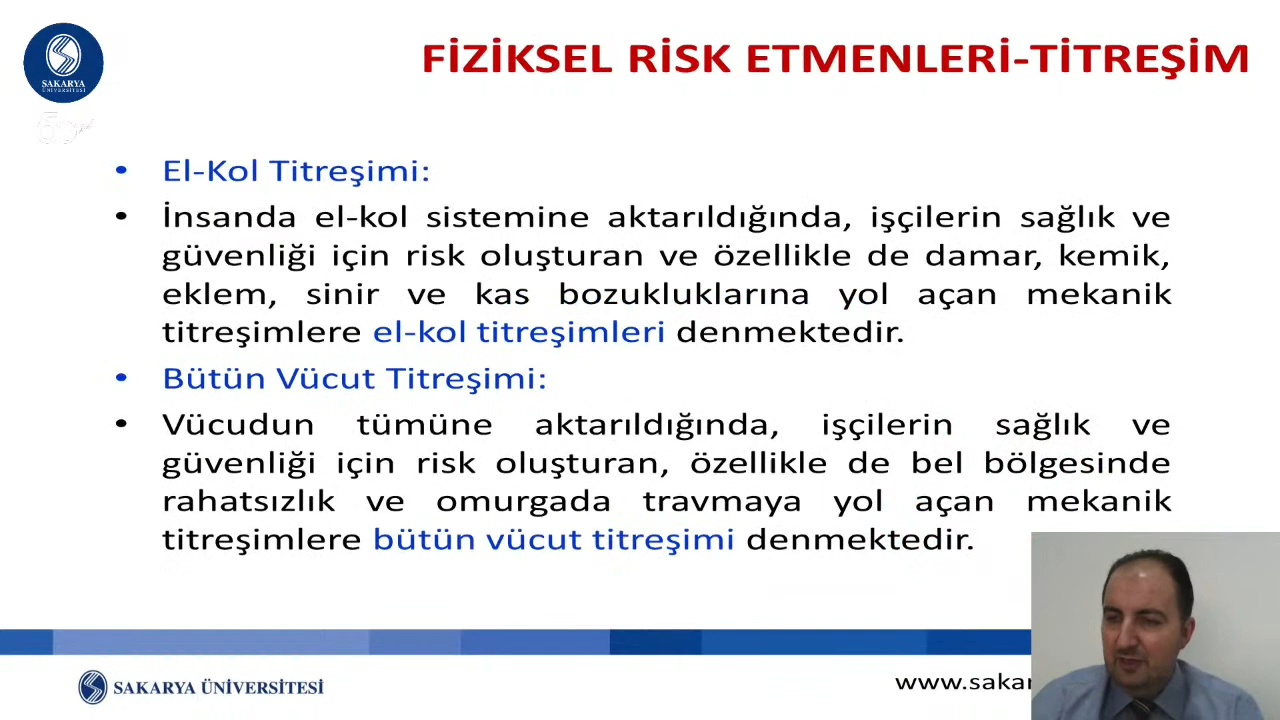 SAKARYA
ÜNİVERSİTESİ
FİZİKSEL RİSK ETMENLERİ-TİTREŞİM
• El-Kol Titreşimi:
• İnsanda el-kol sistemine aktarıldığında, işçilerin sağlık ve
güvenliği için risk oluşturan ve özellikle de damar, kemik,
eklem, sinir ve kas bozukluklarına yol açan mekanik
titreşimlere el-kol titreşimleri denmektedir.
• Bütün Vücut Titreşimi:
• Vücudun tümüne aktarıldığında, işçilerin sağlık ve
güvenliği için risk oluşturan, özellikle de bel bölgesinde
rahatsızlık ve omurgada travmaya yol açan mekanik
titreşimlere bütün vücut titreşimi denmektedir.
SAKARYA ÜNİVERSİTESİ
www.sakar